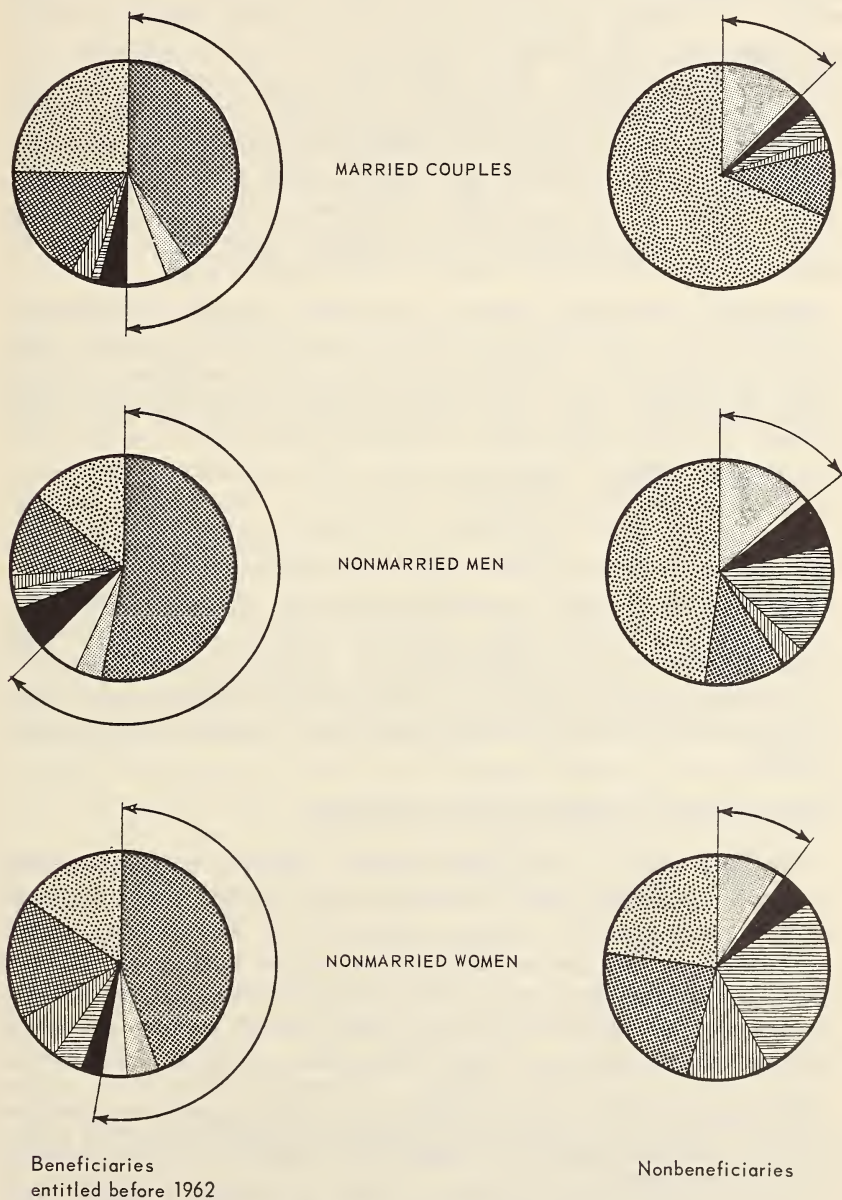 MARRIED COUPLES
NONMARRIED MEN
NONMARRIED WOMEN
Beneficiaries
entitled before 1962
Nonbeneficiaries